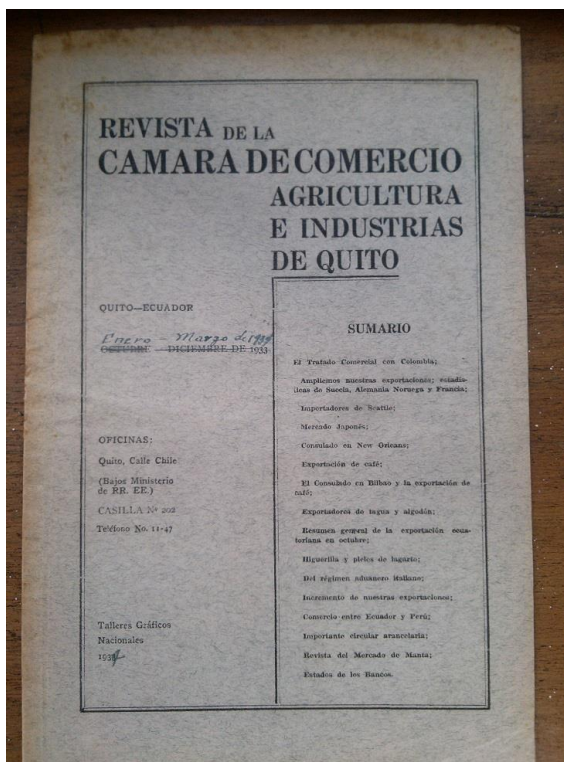 REVISTA DE LA
CAMARA DE COMERCIO
AGRICULTURA
E INDUSTRIAS
DE QUITO
QUITO—ECUADOR
Enero - Marzo de 1934
OCTUBRE - DICIEMBRE DE 1933
OFICINAS:
Quito, Calle Chile
(Bajos Ministerio
de RR. EE.)
CASILLA Nº 202
Teléfono No. 11-47
Talleres Gráficos
Nacionales
1934
SUMARIO
El Tratado Comercial con Colombia;
Ampliemos nuestras exportaciones; estadis-
ticas de Suecia, Alemania Noruega y Francia;
Importadores de Seattle;
Mercado Japonés;
Consulado en New Orleans;
Exportación de café;
El Consulado en Bilbao y la exportación de
café;
Exportadores de tagua y algodón;
Resumen general de la exportación ecua-
toriana en octubre;
Higuerilla y pieles de lagarto;
Del régimen aduanero Italiano;
Incremento de nuestras exportaciones;
Comercio entre Ecuador y Perú;
Importante circular arancelaria;
Revista del Mercado de Manta;
Estados de los Bancos.